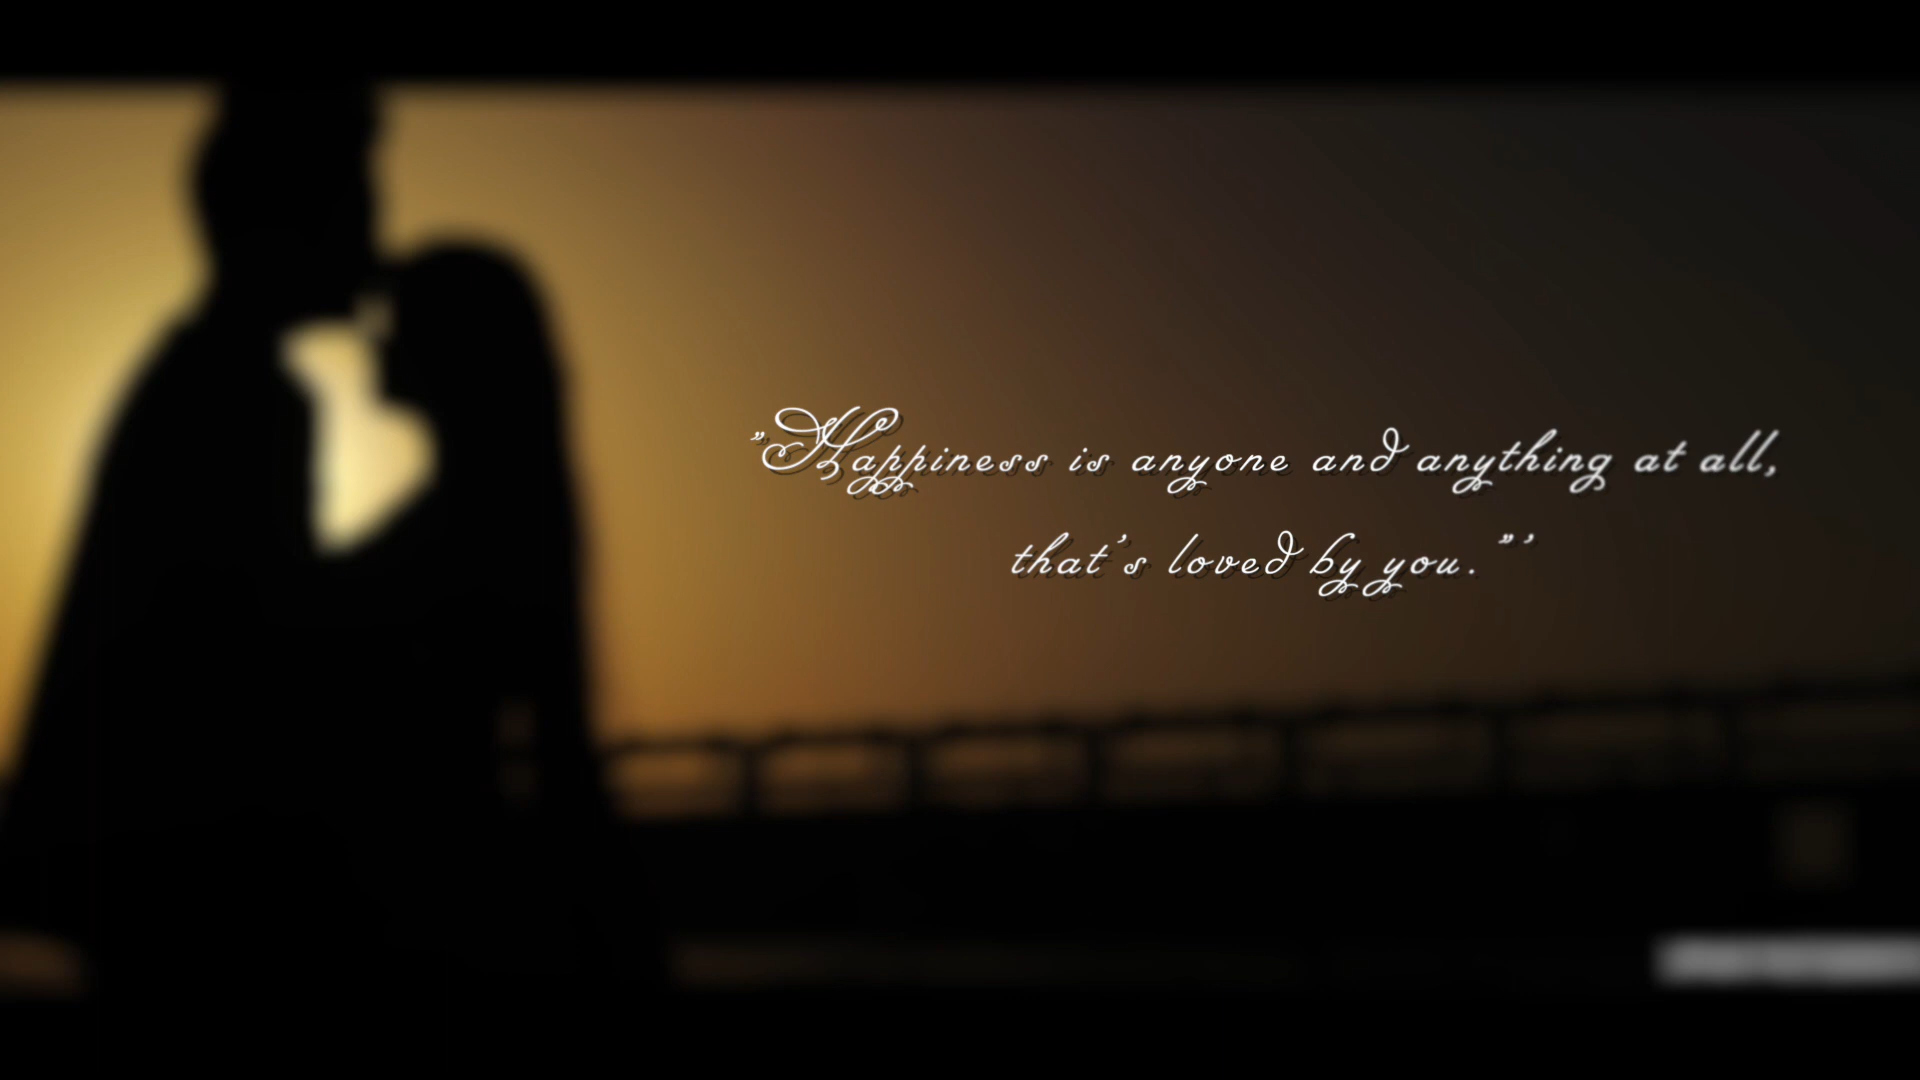 ”Happiness is anyone and anything at all,
that’s loved by you.”’